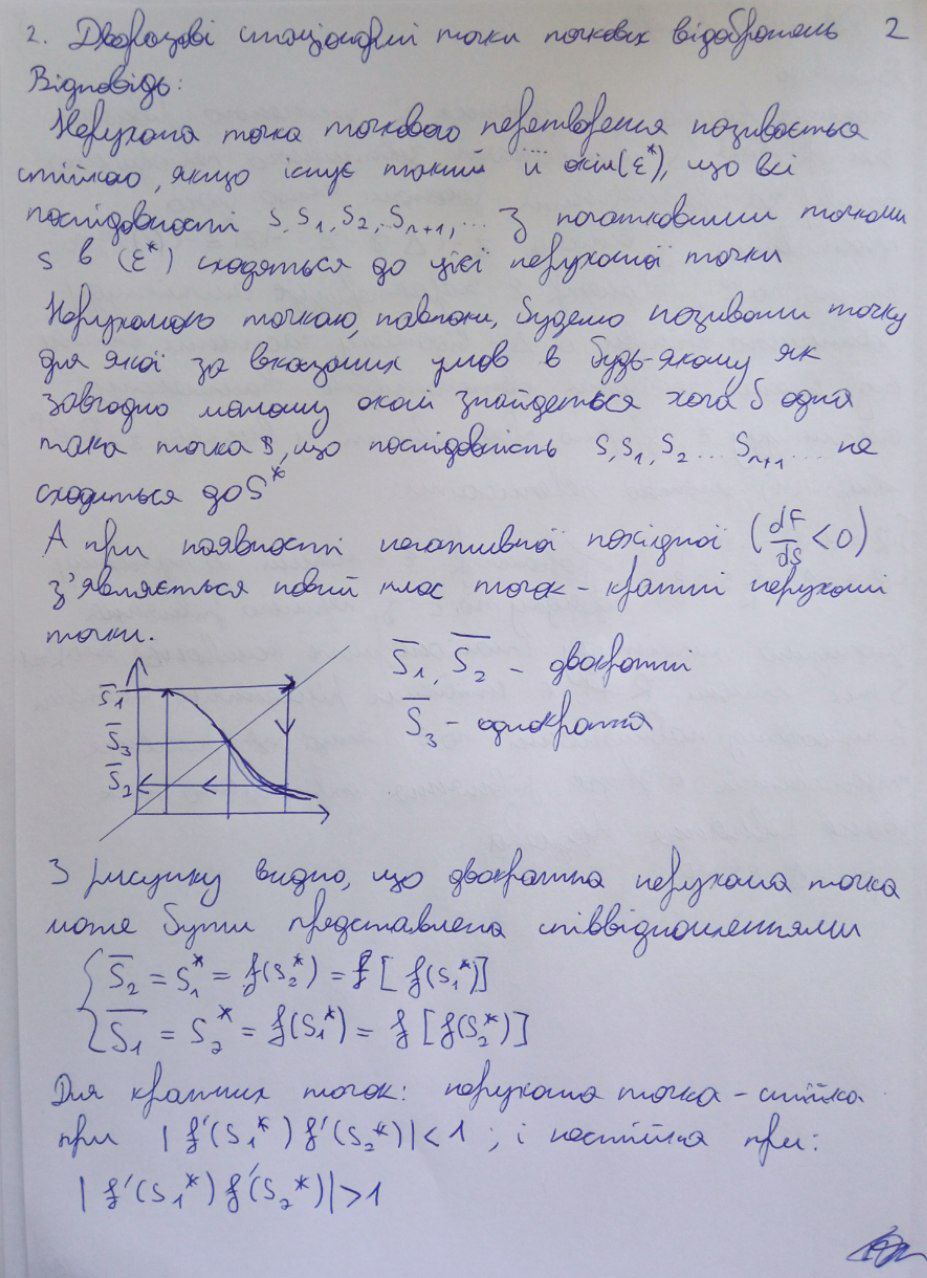 2. Дворазові стаціонарні точки точкових відображень 2
Відповідь:
Нерухома точка точкового перетворення називається
стійкою, якщо існує такий її окіл(ε*), що всі
послідовності S, S₁, S₂, Sₙ₊₁, ... З початковими точками
S в (ε*) сходяться до цієї нерухомої точки
Нерухомою точкою, навпаки, будемо називати точку
для якої за вказаних умов в будь-якому як
завгодно малому околі знайдеться хоча б одна
така точка S, що послідовність S, S₁, S₂ ... Sₙ₊₁ ... не
сходиться до S*
А при наявності негативної похідної (dF/dS < 0)
з'являється новий клас точок - кратні нерухомі
точки.
S̅₁, S̅₂ - двократні
S̅₃ - однократна
S̅₁
S̅₃
S̅₂
З рисунку видно, що двократна нерухома точка
може бути представлена співвідношеннями
{ S̅₂ = S₁* = f(S₂*) = f [ f(S₁*)]
S̅₁ = S₂* = f(S₁*) = f [f(S₂*)]
Для кратних точок: нерухома точка - стійка
при | f'(S₁*) f'(S₂*)| < 1 ; і нестійка при:
| f'(S₁*) f'(S₂*)| > 1